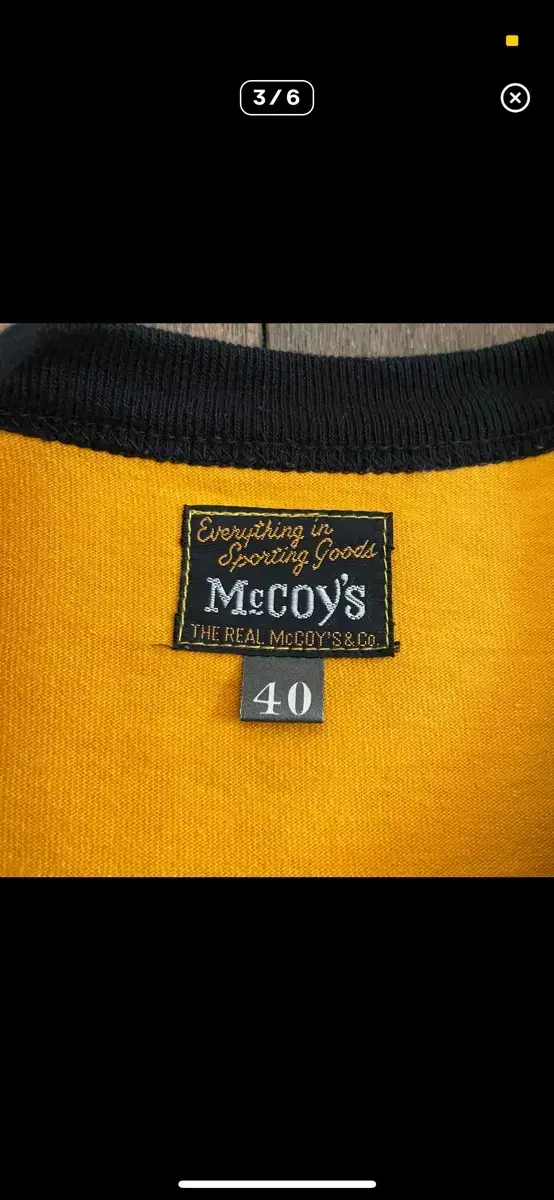 3/6
Everything in
Sporting Goods
McCoy's
THE REAL McCOY'S & Co.
40